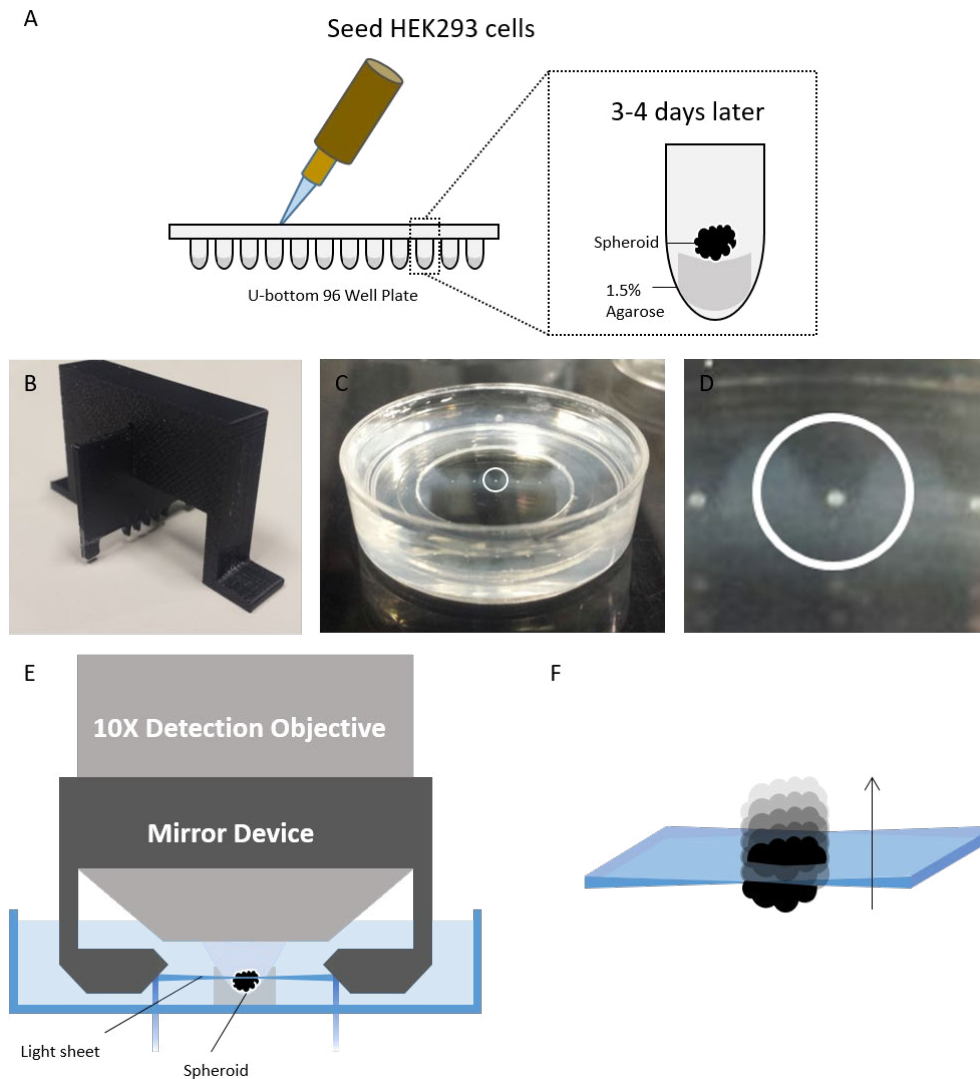 A
Seed HEK293 cells
3-4 days later
Spheroid
1.5%
Agarose
U-bottom 96 Well Plate
B
C
D
E
F
10X Detection Objective
Mirror Device
Light sheet
Spheroid